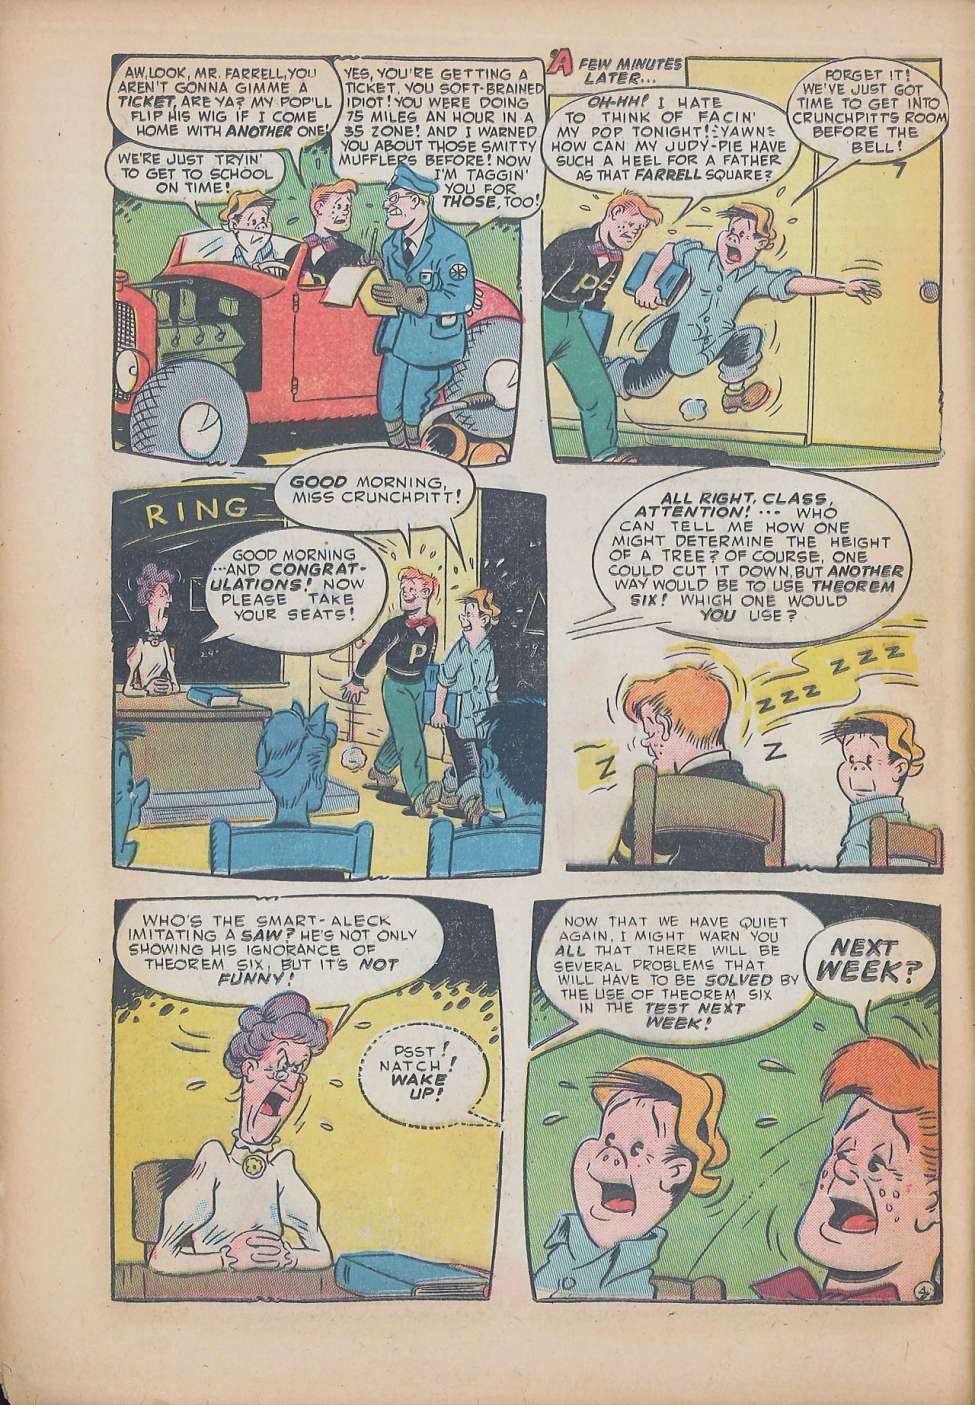 AW, LOOK, MR. FARRELL, YOU
AREN'T GONNA GIMME A
TICKET, ARE YA? MY POP'LL
FLIP HIS WIG IF I COME
HOME WITH ANOTHER ONE!
WE'RE JUST TRYIN'
TO GET TO SCHOOL
ON TIME!
YES, YOU'RE GETTING A
TICKET, YOU SOFT-BRAINED
IDIOT! YOU WERE DOING
75 MILES AN HOUR IN A
35 ZONE! AND I WARNED
YOU ABOUT THOSE SMITTY
MUFFLERS BEFORE! NOW
I'M TAGGIN'
YOU FOR
THOSE, TOO!
A FEW MINUTES
LATER...
OH-HH! I HATE
TO THINK OF FACIN'
MY POP TONIGHT! -YAWN-
HOW CAN MY JUDY-PIE HAVE
SUCH A HEEL FOR A FATHER
AS THAT FARRELL SQUARE?
FORGET IT!
WE'VE JUST GOT
TIME TO GET INTO
CRUNCHPITT'S ROOM
BEFORE THE
BELL!
7
P
RING
GOOD MORNING,
MISS CRUNCHPITT!
GOOD MORNING
...AND CONGRAT-
ULATIONS! NOW
PLEASE TAKE
YOUR SEATS!
P
ALL RIGHT, CLASS,
ATTENTION! ... WHO
CAN TELL ME HOW ONE
MIGHT DETERMINE THE HEIGHT
OF A TREE? OF COURSE, ONE
COULD CUT IT DOWN, BUT ANOTHER
WAY WOULD BE TO USE THEOREM
SIX! WHICH ONE WOULD
YOU USE?
ZZZ Z ZZZ
Z
Z
WHO'S THE SMART-ALECK
IMITATING A SAW? HE'S NOT ONLY
SHOWING HIS IGNORANCE OF
THEOREM SIX, BUT IT'S NOT
FUNNY!
PSST!
NATCH!
WAKE
UP!
NOW THAT WE HAVE QUIET
AGAIN, I MIGHT WARN YOU
ALL THAT THERE WILL BE
SEVERAL PROBLEMS THAT
WILL HAVE TO BE SOLVED BY
THE USE OF THEOREM SIX
IN THE TEST NEXT
WEEK!
NEXT
WEEK?
4